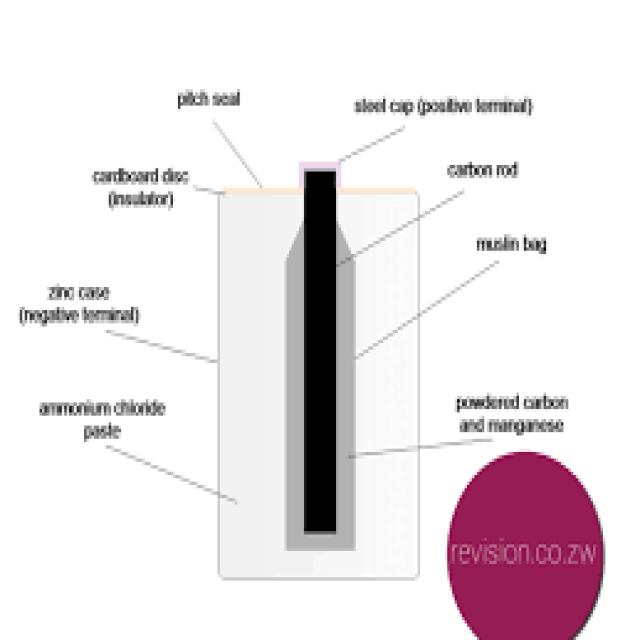 pitch seal
steel cap (positive terminal)
cardboard disc
(insulator)
carbon rod
muslin bag
zinc case
(negative terminal)
ammonium chloride
paste
powdered carbon
and manganese
revision.co.zw